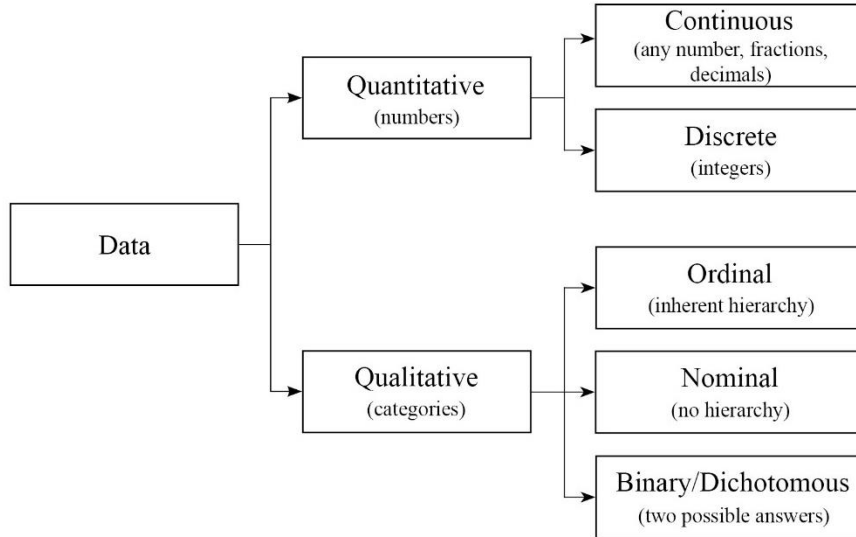 Continuous
(any number, fractions,
decimals)
Quantitative
(numbers)
Discrete
(integers)
Data
Ordinal
(inherent hierarchy)
Qualitative
(categories)
Nominal
(no hierarchy)
Binary/Dichotomous
(two possible answers)